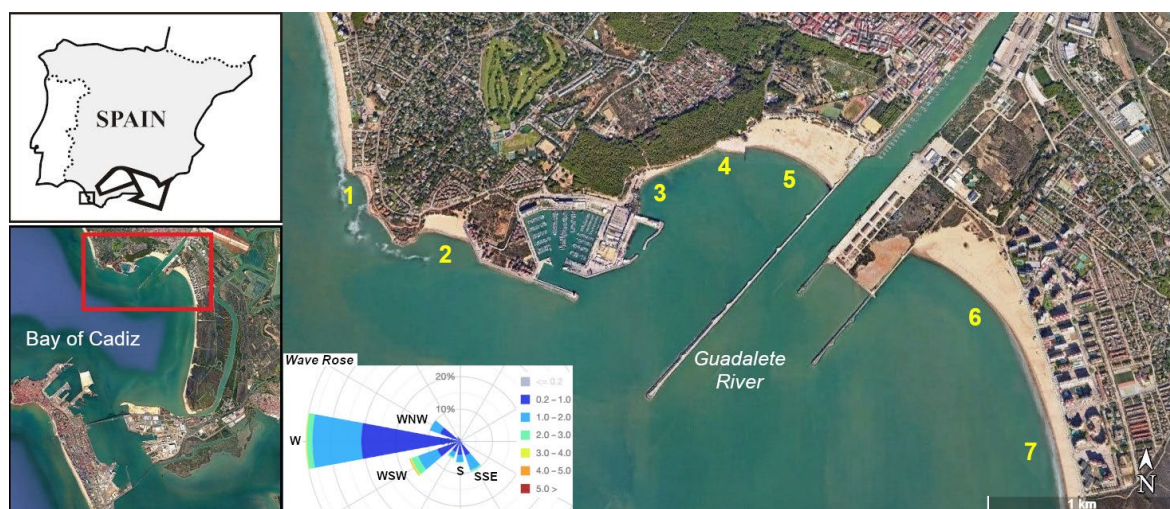 SPAIN
Bay of Cadiz
1
2
3
4
5
6
7
Guadalete
River
Wave Rose
20%
10%
WNW
W
WSW
S
SSE
<= 0.2
0.2 - 1.0
1.0 - 2.0
2.0 - 3.0
3.0 - 4.0
4.0 - 5.0
5.0 >
N
1 km